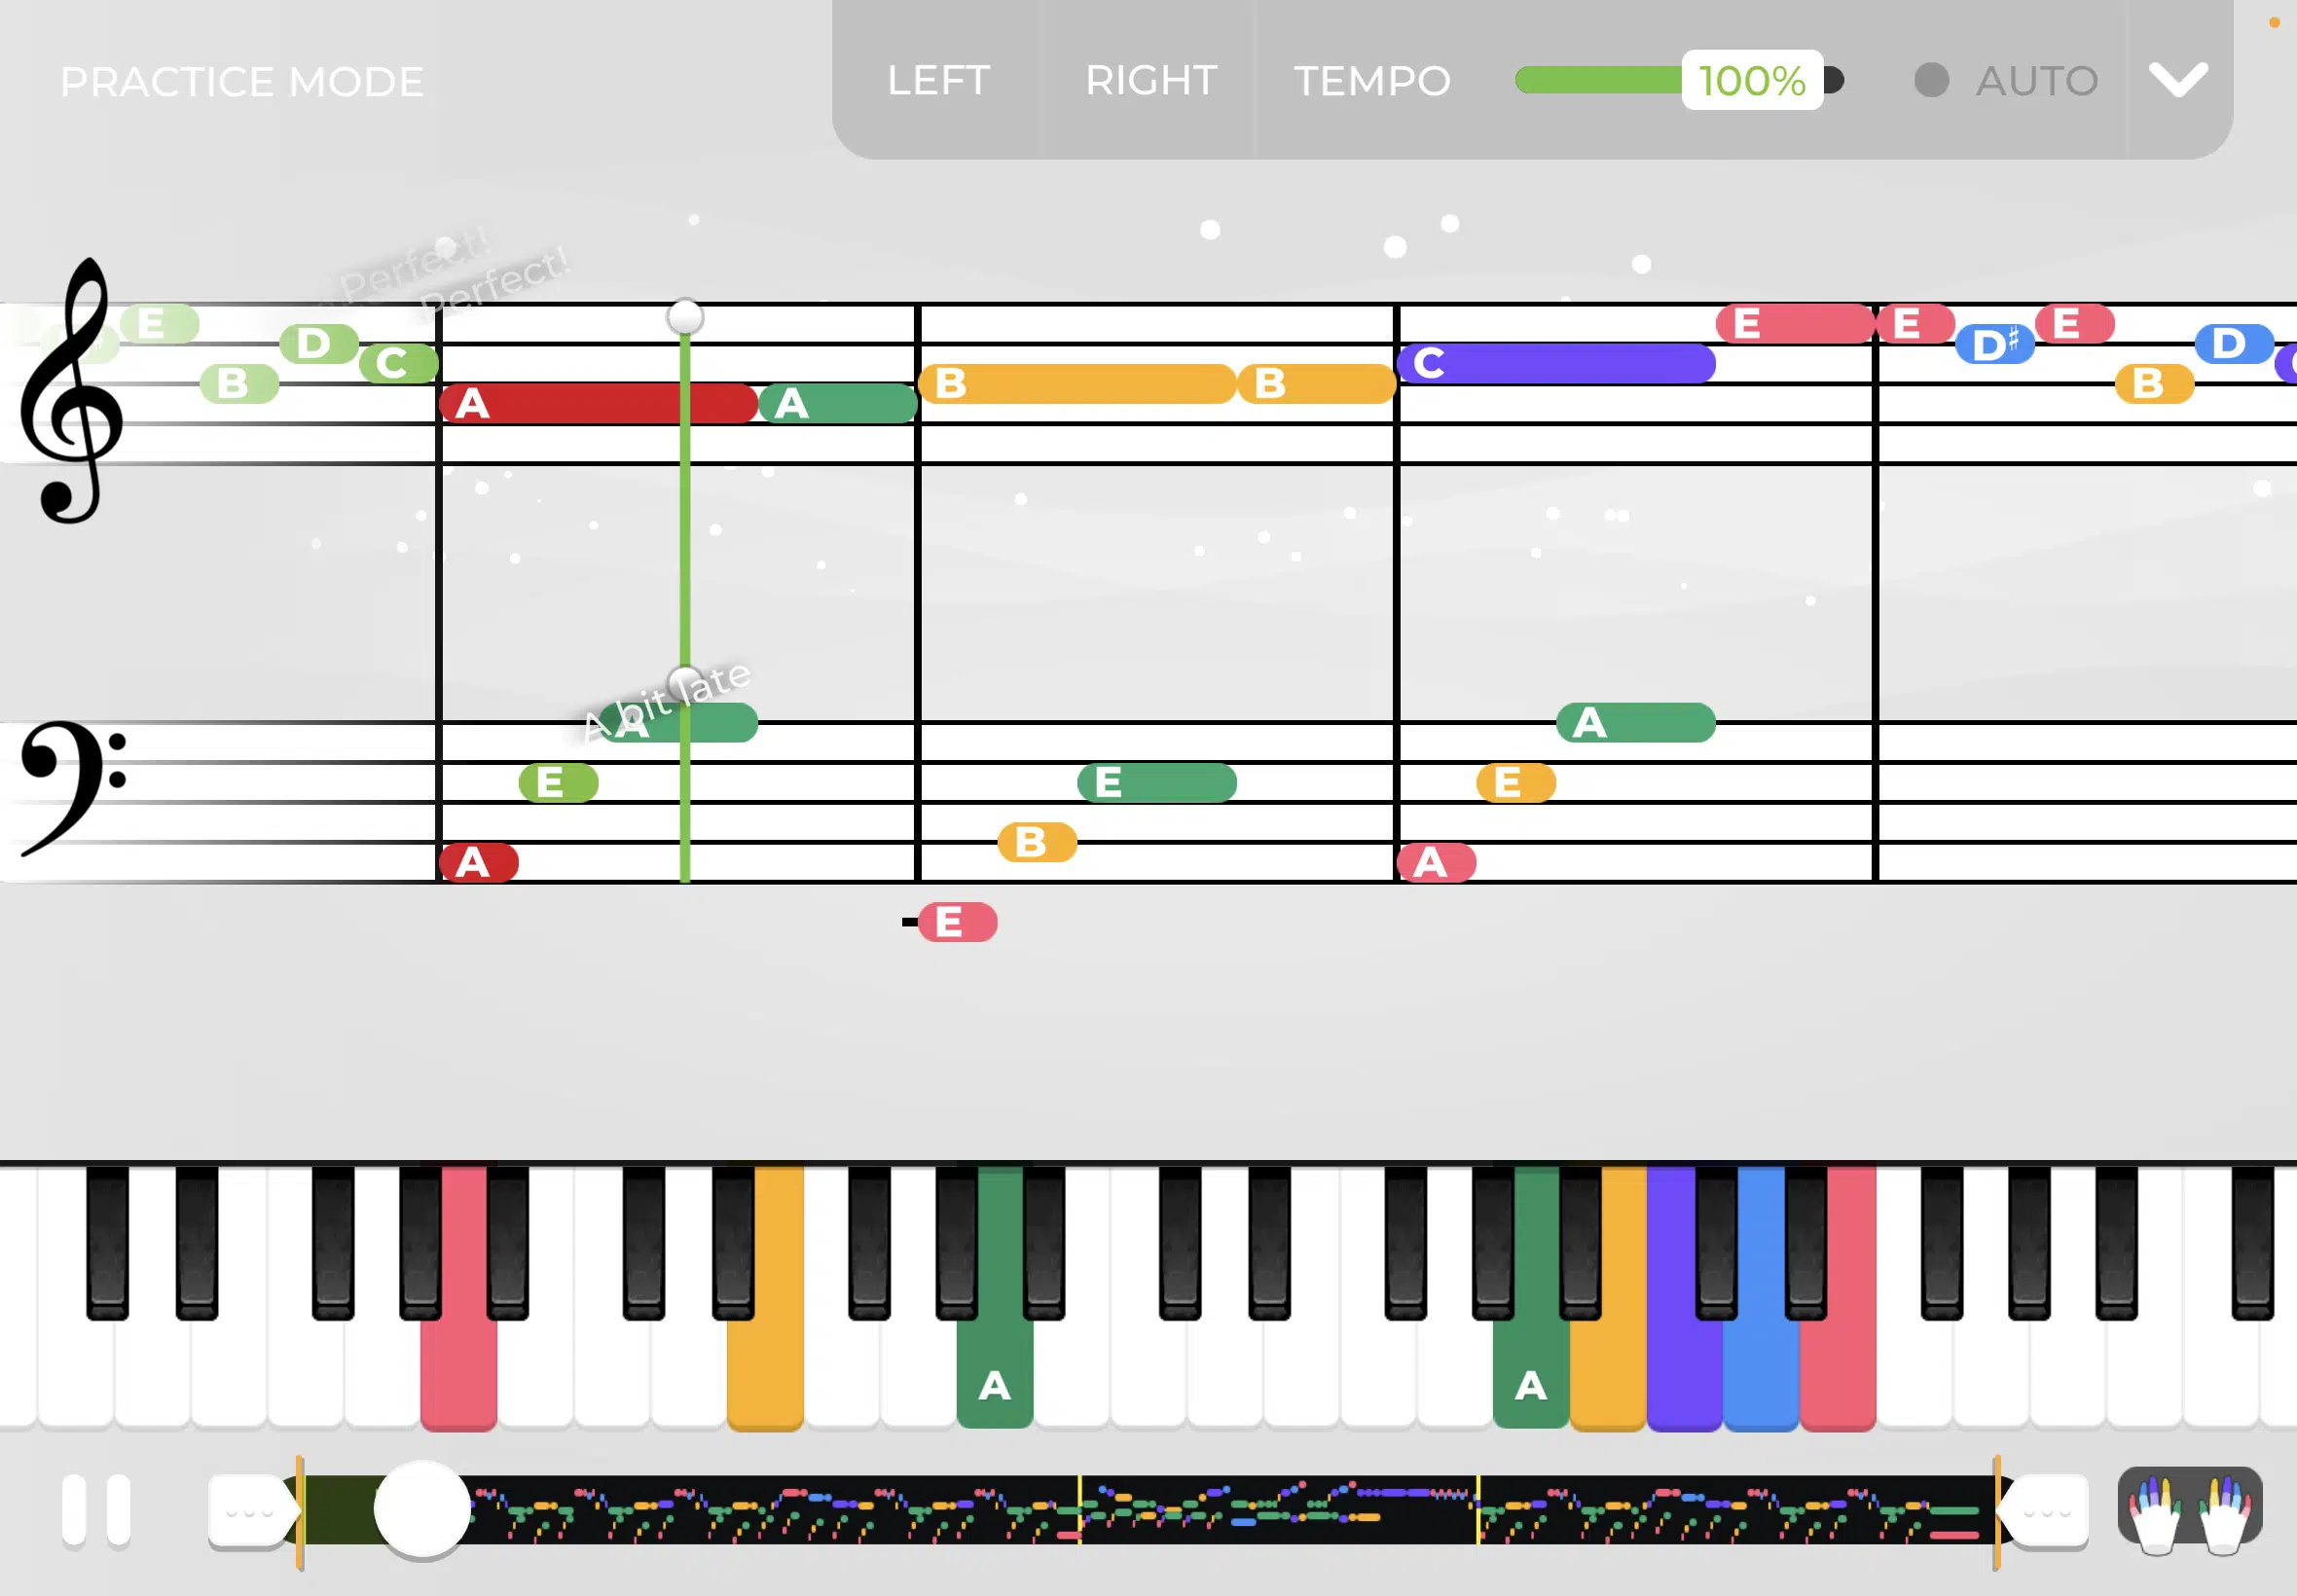 PRACTICE MODE
LEFT RIGHT TEMPO 100% AUTO
Perfect!
Perfect!
E B D C A A B B C E E D♯ E B D
A bit late
A A
E E E
B
A A
E
A A